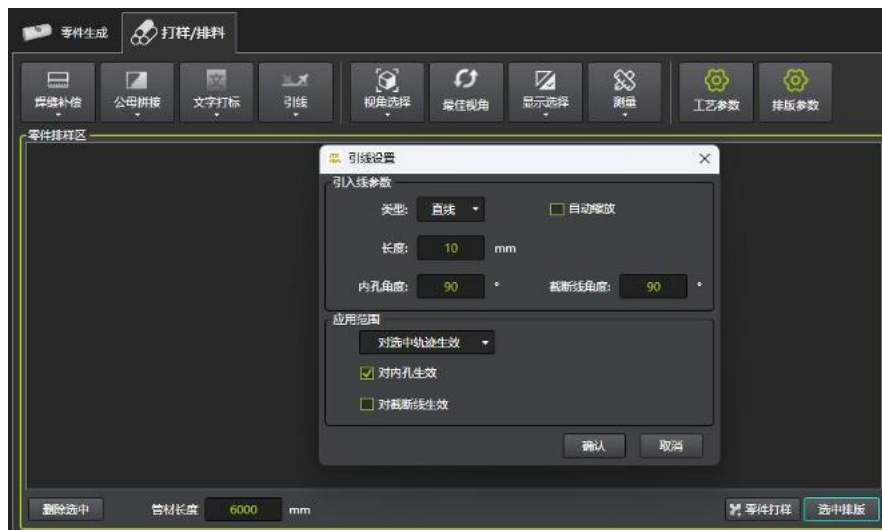 零件生成 打样/排料
焊缝补偿 公母拼接 文字打标 引线 视角选择 最佳视角 显示选择 测量 工艺参数 排版参数
零件排样区
引线设置
引入线参数
类型: 直线 自动缩放
长度: 10 mm
内孔角度: 90 ° 截断线角度: 90 °
应用范围
对选中轨迹生效
对内孔生效
对截断线生效
确认 取消
删除选中 管材长度 6000 mm 零件打样 选中排版